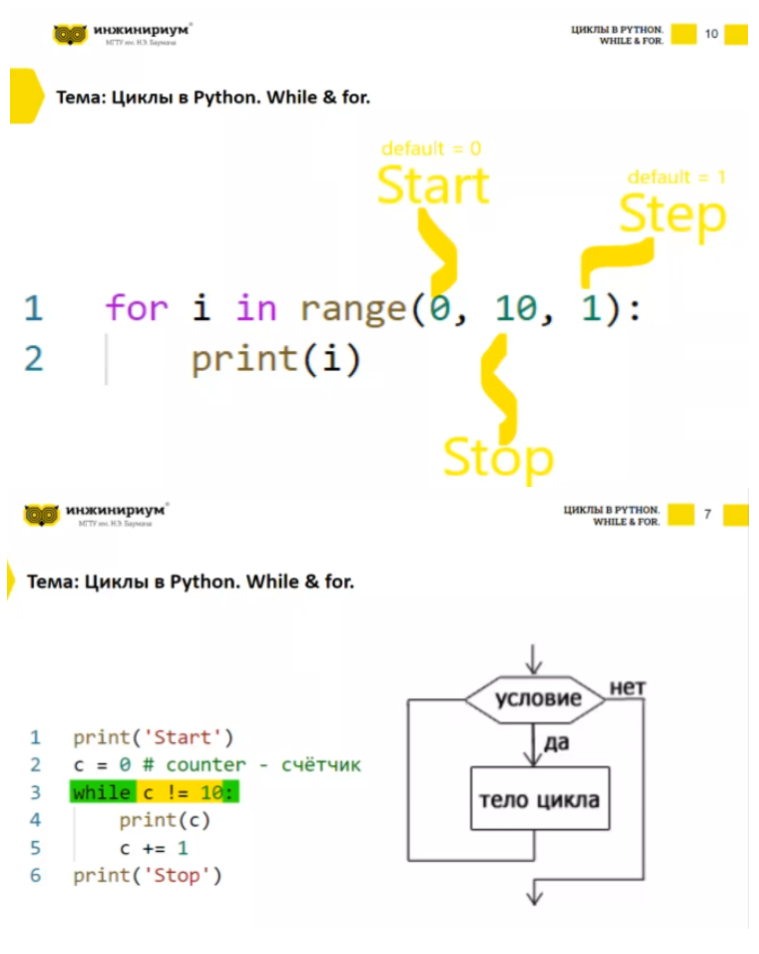 инжинириум
МГТУ им. Н.Э. Баумана
ЦИКЛЫ В PYTHON.
WHILE & FOR.
10
Тема: Циклы в Python. While & for.
default = 0
Start
default = 1
Step
1 for i in range(0, 10, 1):
2 print(i)
Stop
инжинириум
МГТУ им. Н.Э. Баумана
ЦИКЛЫ В PYTHON.
WHILE & FOR.
7
Тема: Циклы в Python. While & for.
1 print('Start')
2 c = 0 # counter - счётчик
3 while c != 10:
4 print(c)
5 c += 1
6 print('Stop')
условие
нет
да
тело цикла